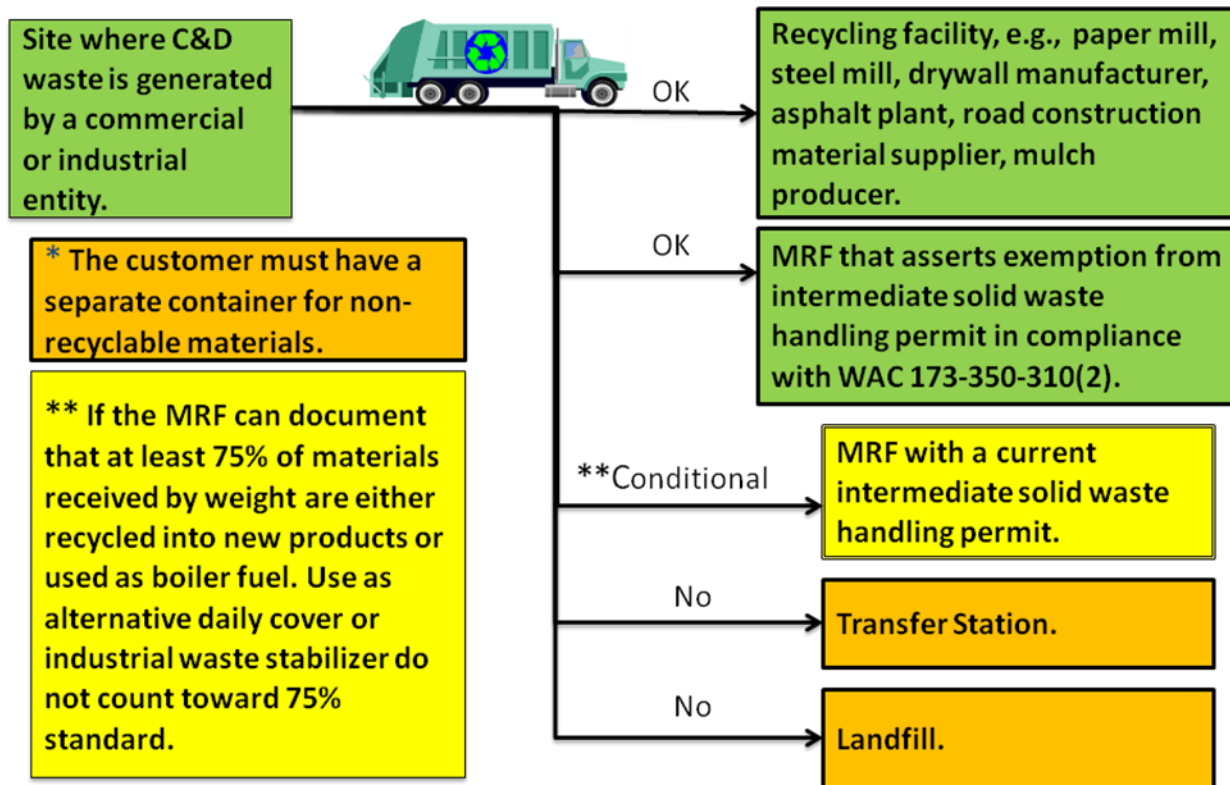 Site where C&D
waste is generated
by a commercial
or industrial
entity.
OK
Recycling facility, e.g., paper mill,
steel mill, drywall manufacturer,
asphalt plant, road construction
material supplier, mulch
producer.
* The customer must have a
separate container for non-
recyclable materials.
OK
MRF that asserts exemption from
intermediate solid waste
handling permit in compliance
with WAC 173-350-310(2).
** If the MRF can document
that at least 75% of materials
received by weight are either
recycled into new products or
used as boiler fuel. Use as
alternative daily cover or
industrial waste stabilizer do
not count toward 75%
standard.
**Conditional
MRF with a current
intermediate solid waste
handling permit.
No
Transfer Station.
No
Landfill.